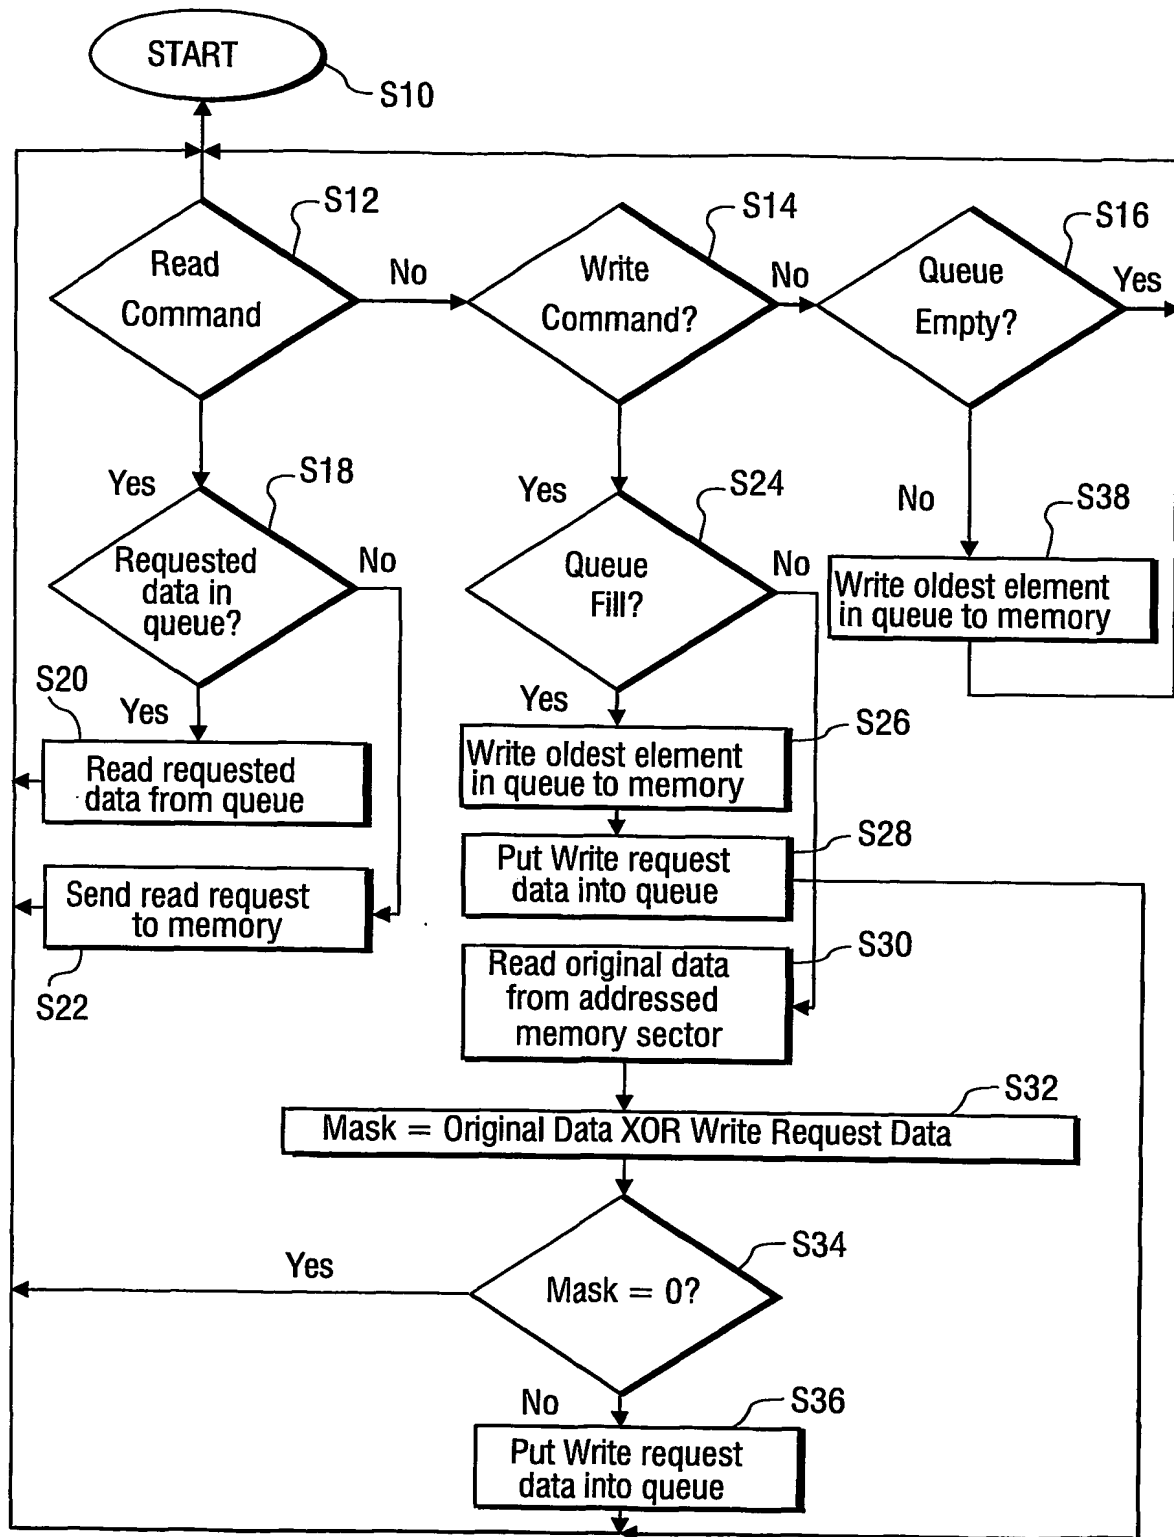 START
S10
S12
Read
Command
No
S14
Write
Command?
No
S16
Queue
Empty?
Yes
Yes
S18
Requested
data in
queue?
No
Yes
S24
Queue
Fill?
No
No
S38
Write oldest element
in queue to memory
S20
Yes
Read requested
data from queue
Yes
S26
Write oldest element
in queue to memory
S28
Put Write request
data into queue
Send read request
to memory
S22
S30
Read original data
from addressed
memory sector
S32
Mask = Original Data XOR Write Request Data
S34
Yes
Mask = 0?
No
S36
Put Write request
data into queue